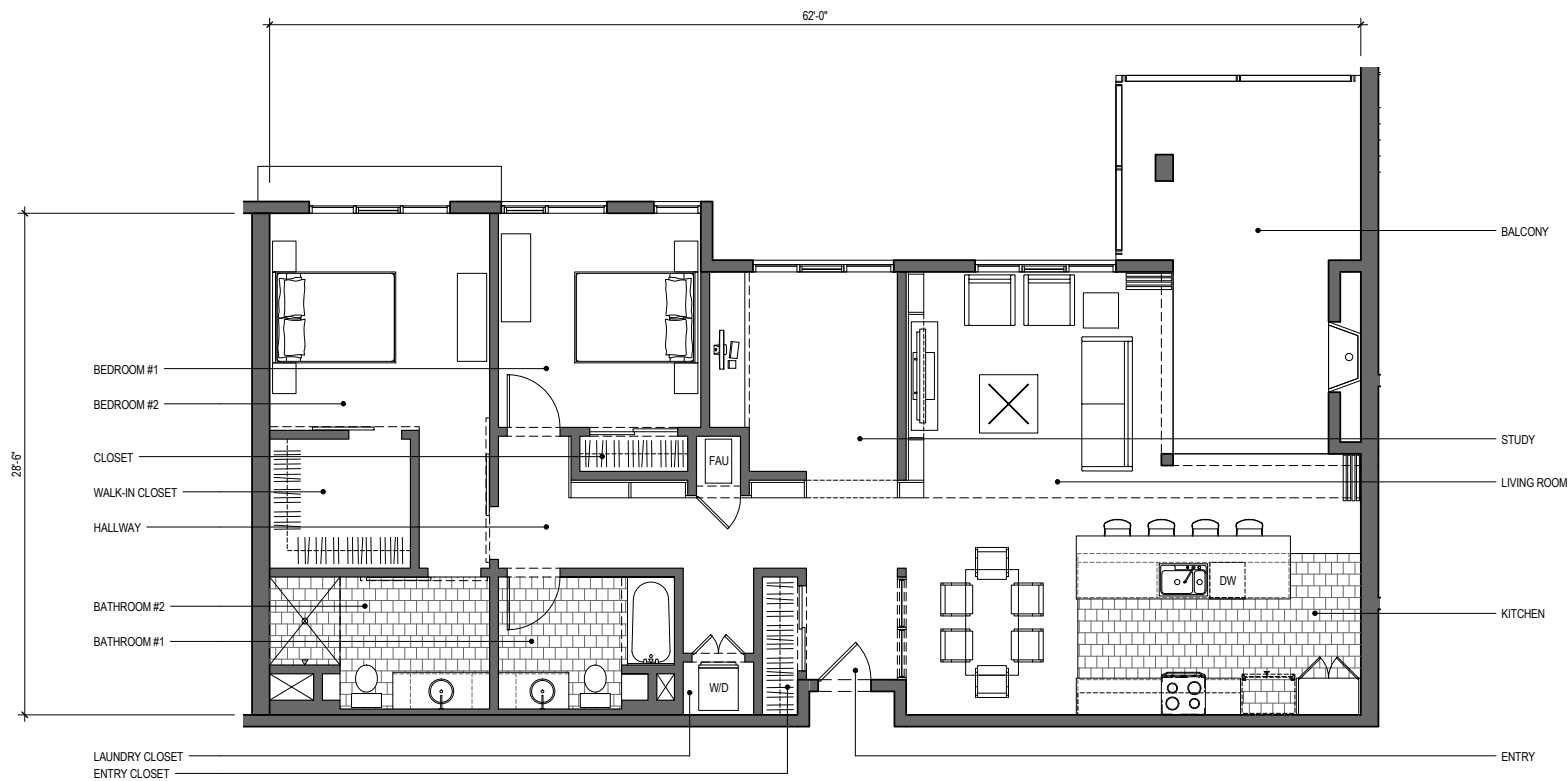 62'-0"
28'-6"
BALCONY
BEDROOM #1
BEDROOM #2
STUDY
CLOSET
FAU
LIVING ROOM
WALK-IN CLOSET
HALLWAY
DW
BATHROOM #2
KITCHEN
BATHROOM #1
W/D
LAUNDRY CLOSET
ENTRY
ENTRY CLOSET